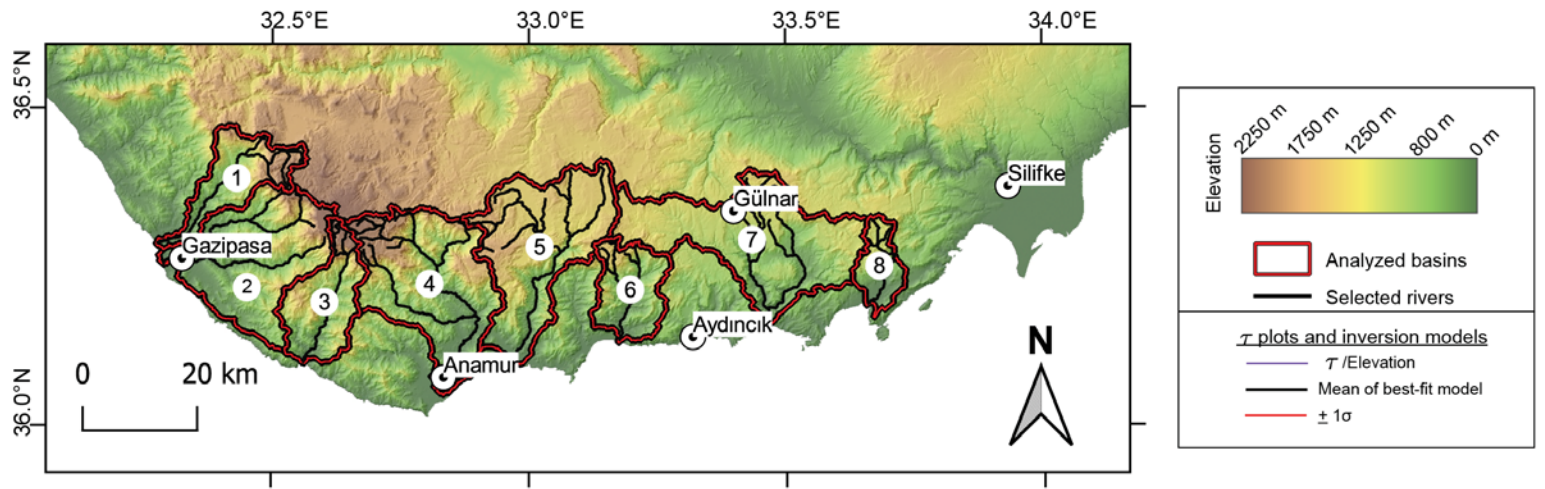 32.5°E 33.0°E 33.5°E 34.0°E
36.5°N
36.0°N
1
2
3
4
5
6
7
8
Gazipasa
Anamur
Aydıncık
Gülnar
Silifke
0 20 km
N
Elevation
2250 m 1750 m 1250 m 800 m 0 m
Analyzed basins
Selected rivers
τ plots and inversion models
τ /Elevation
Mean of best-fit model
± 1σ